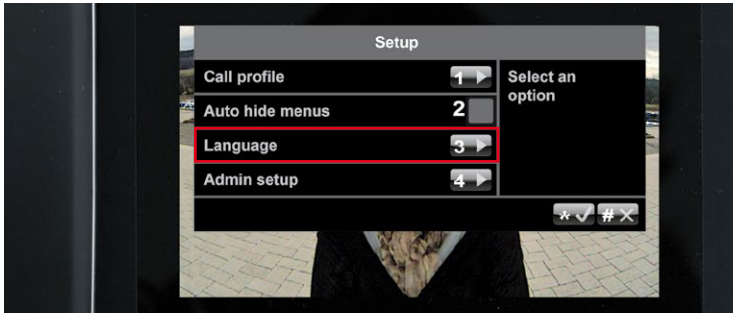 Setup
Call profile 1
Auto hide menus 2
Language 3
Admin setup 4
Select an
option
* ✓ # ✕